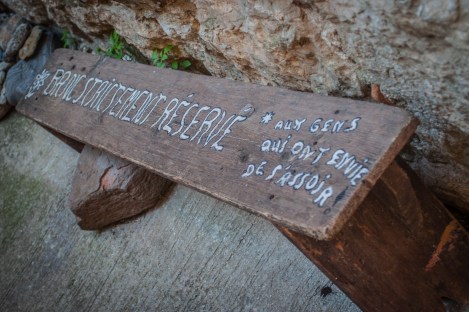 *BANC STRICTEMENT RÉSERVÉ
*AUX GENS
QUI ONT ENVIE
DE S'ASSOIR